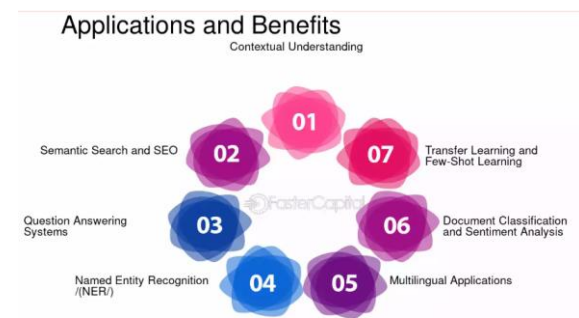 Applications and Benefits
Contextual Understanding
01
Semantic Search and SEO
02
07
Transfer Learning and
Few-Shot Learning
FasterCapital
Question Answering
Systems
03
06
Document Classification
and Sentiment Analysis
Named Entity Recognition
/(NER/)
04
05
Multilingual Applications